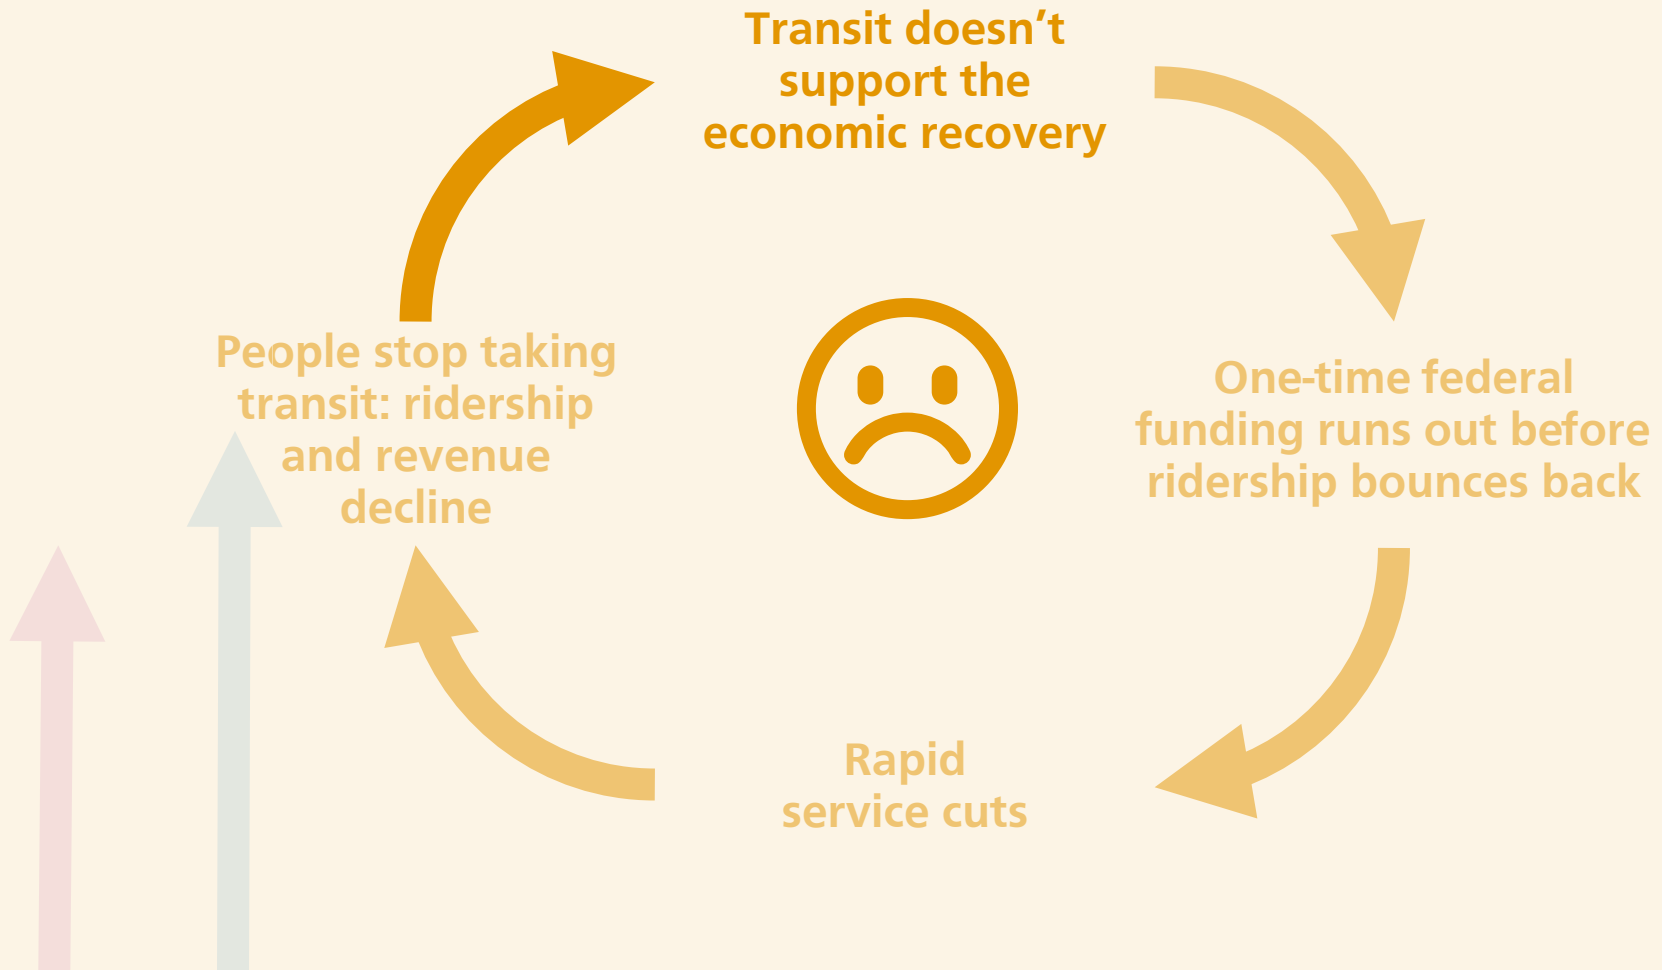 Transit doesn’t
support the
economic recovery
One-time federal
funding runs out before
ridership bounces back
Rapid
service cuts
People stop taking
transit: ridership
and revenue
decline